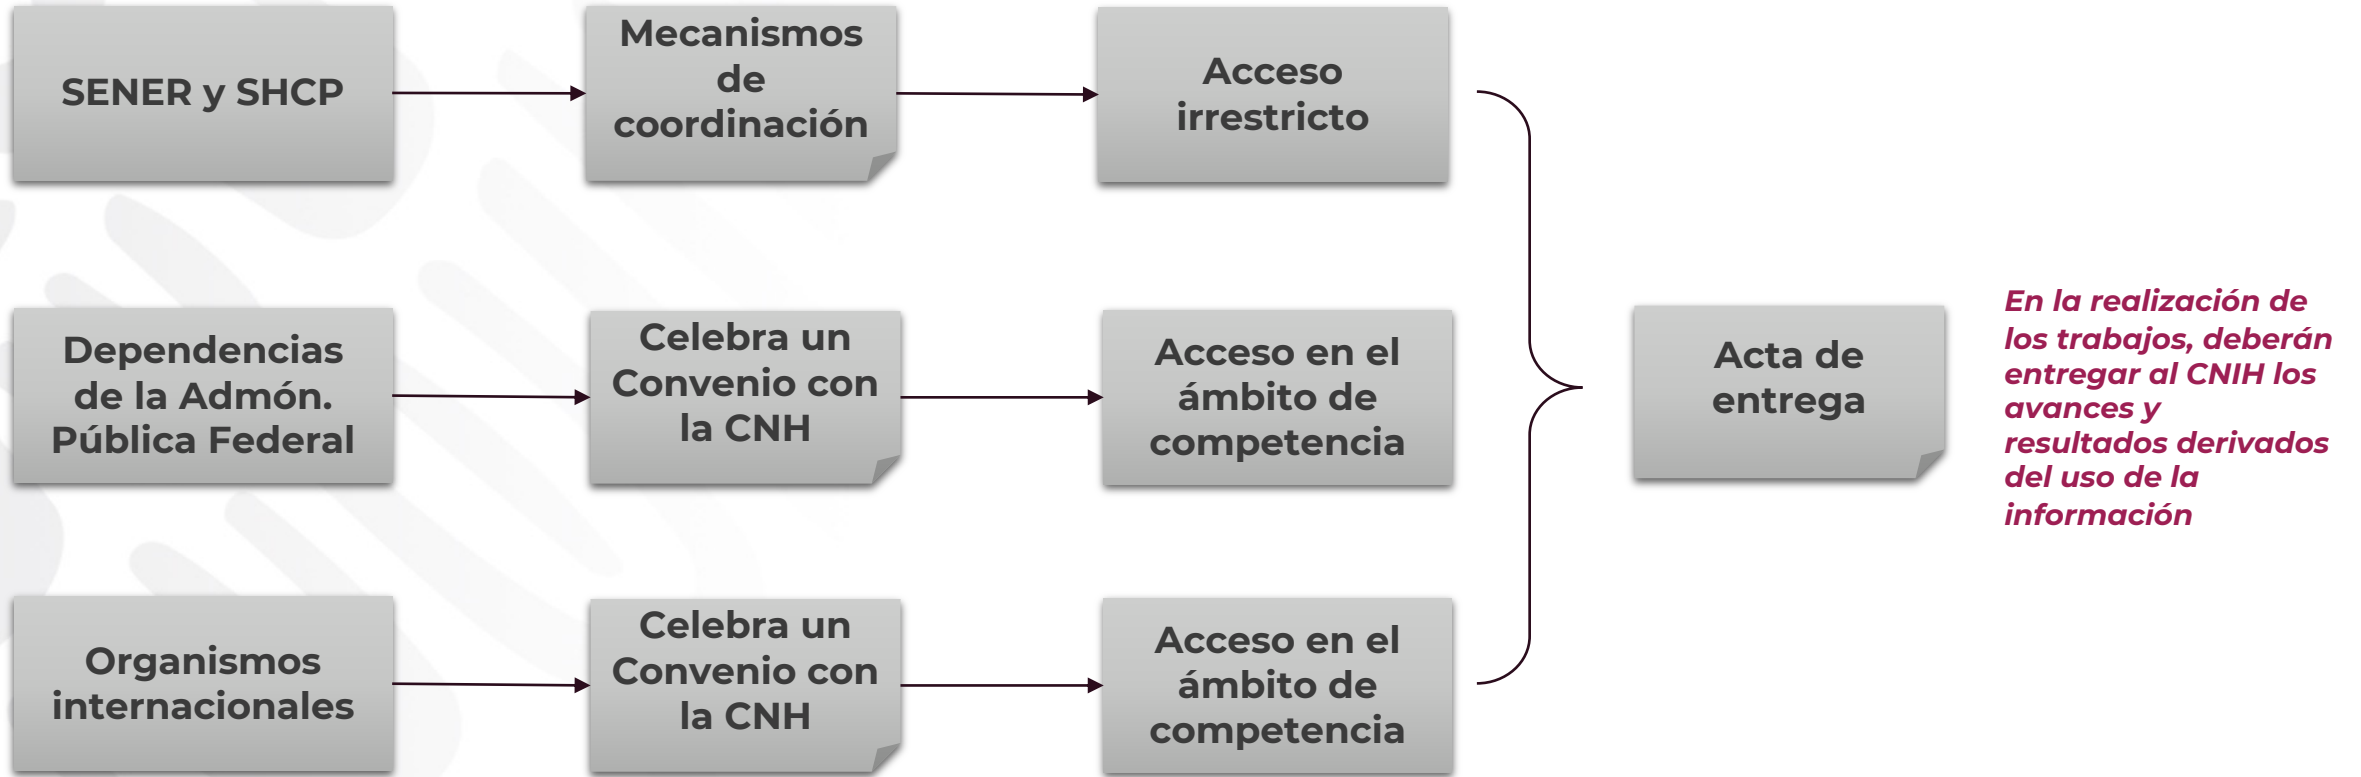 SENER y SHCP
Mecanismos
de
coordinación
Acceso
irrestricto
Dependencias
de la Admón.
Pública Federal
Celebra un
Convenio con
la CNH
Acceso en el
ámbito de
competencia
Organismos
internacionales
Celebra un
Convenio con
la CNH
Acceso en el
ámbito de
competencia
Acta de
entrega
En la realización de
los trabajos, deberán
entregar al CNIH los
avances y
resultados derivados
del uso de la
información